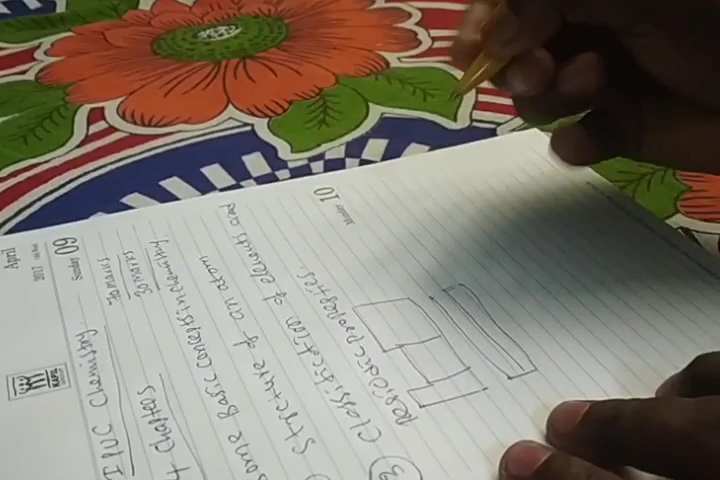 April
2017
Sunday 09
I PUC Chemistry
70 marks
30 marks
4 chapters
Some Basic concepts in chemistry.
) Structure of an atom
3) Classification of elements and
periodic properties.
Monday 10